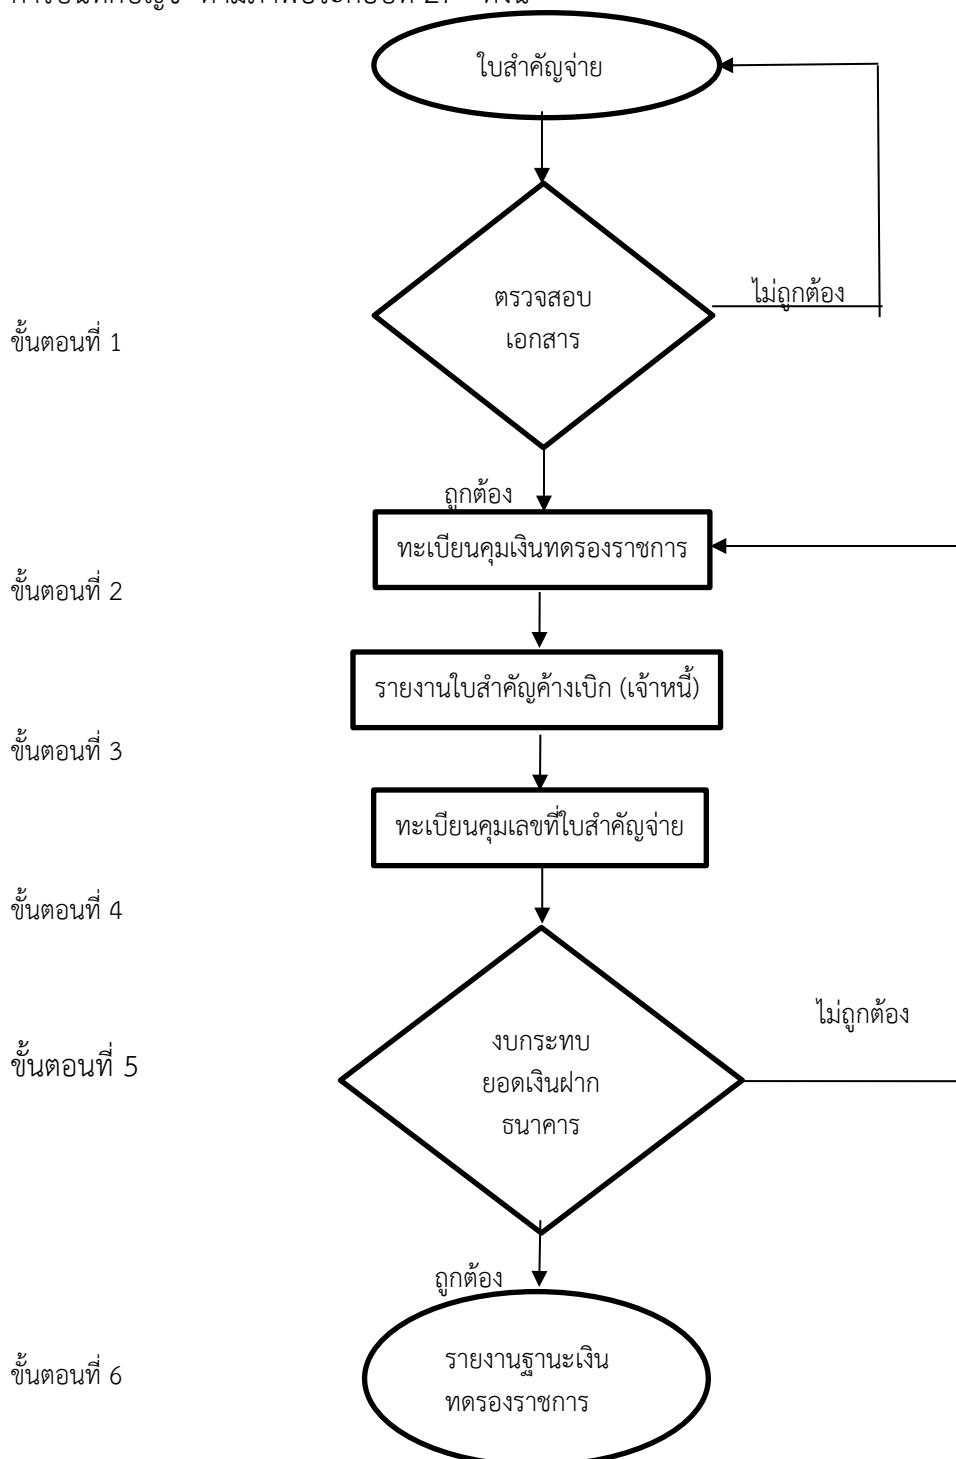 ใบสำคัญจ่าย
ไม่ถูกต้อง
ตรวจสอบ
เอกสาร
ขั้นตอนที่ 1
ถูกต้อง
ทะเบียนคุมเงินทดรองราชการ
ขั้นตอนที่ 2
รายงานใบสำคัญค้างเบิก (เจ้าหนี้)
ขั้นตอนที่ 3
ทะเบียนคุมเลขที่ใบสำคัญจ่าย
ขั้นตอนที่ 4
ไม่ถูกต้อง
งบกระทบ
ยอดเงินฝาก
ธนาคาร
ขั้นตอนที่ 5
ถูกต้อง
รายงานฐานะเงิน
ทดรองราชการ
ขั้นตอนที่ 6